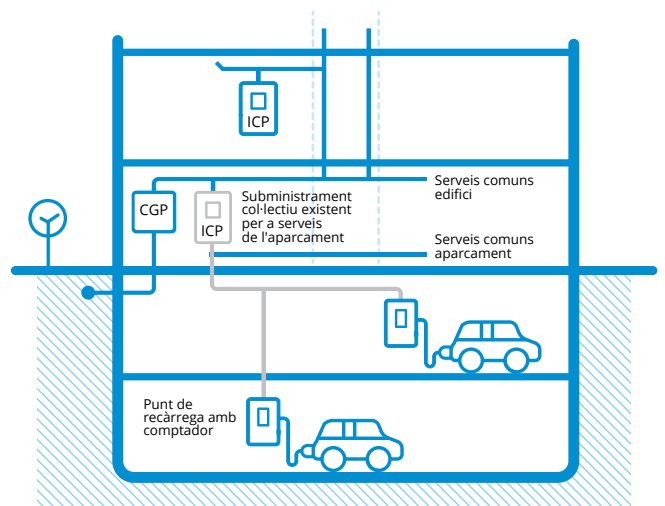 ICP
CGP
ICP
Subministrament
col·lectiu existent
per a serveis
de l'aparcament
Serveis comuns
edifici
Serveis comuns
aparcament
Punt de
recàrrega amb
comptador